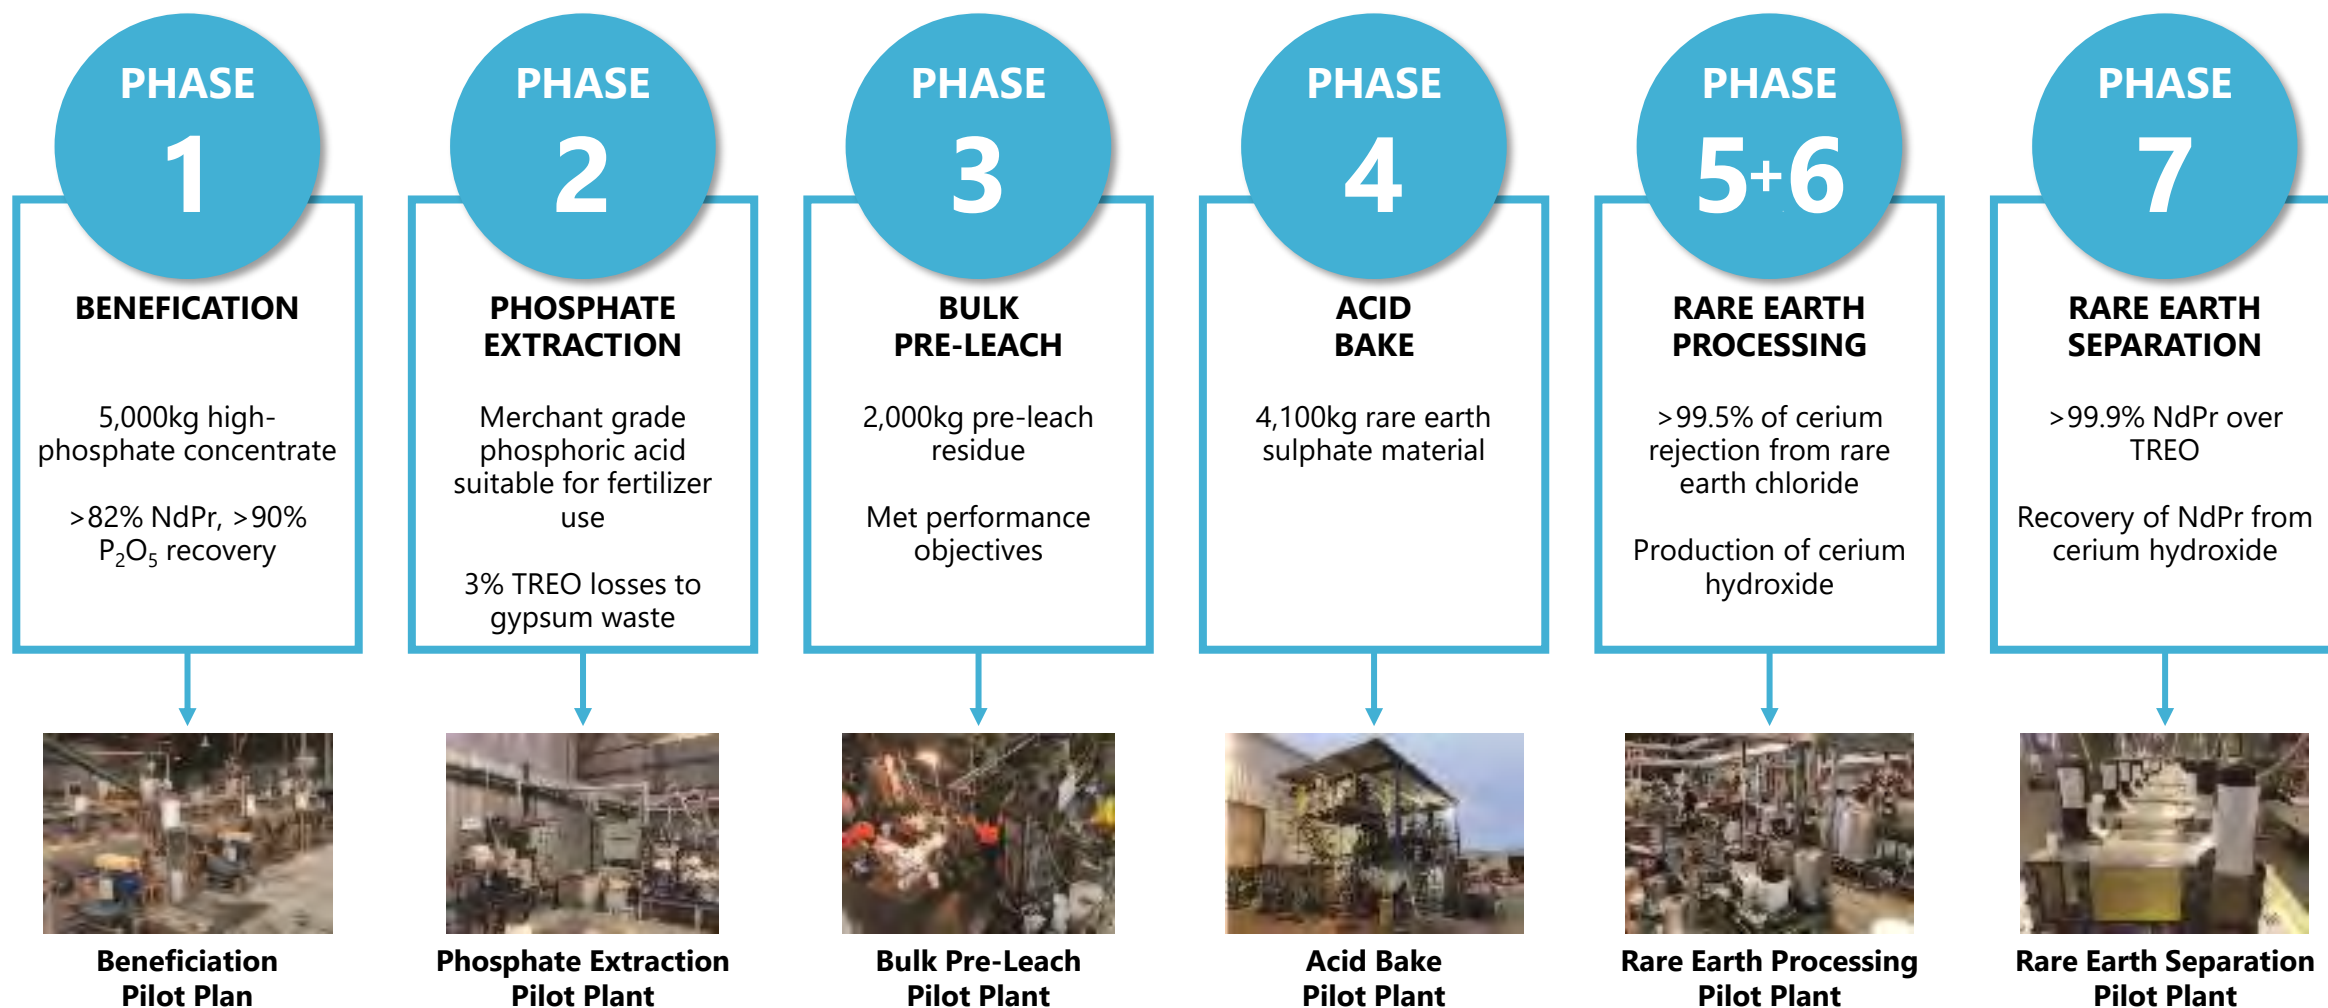 PHASE
1
BENEFICATION
5,000kg high-
phosphate concentrate
>82% NdPr, >90%
P₂O₅ recovery
Beneficiation
Pilot Plan
PHASE
2
PHOSPHATE
EXTRACTION
Merchant grade
phosphoric acid
suitable for fertilizer
use
3% TREO losses to
gypsum waste
Phosphate Extraction
Pilot Plant
PHASE
3
BULK
PRE-LEACH
2,000kg pre-leach
residue
Met performance
objectives
Bulk Pre-Leach
Pilot Plant
PHASE
4
ACID
BAKE
4,100kg rare earth
sulphate material
Acid Bake
Pilot Plant
PHASE
5+6
RARE EARTH
PROCESSING
>99.5% of cerium
rejection from rare
earth chloride
Production of cerium
hydroxide
Rare Earth Processing
Pilot Plant
PHASE
7
RARE EARTH
SEPARATION
>99.9% NdPr over
TREO
Recovery of NdPr from
cerium hydroxide
Rare Earth Separation
Pilot Plant